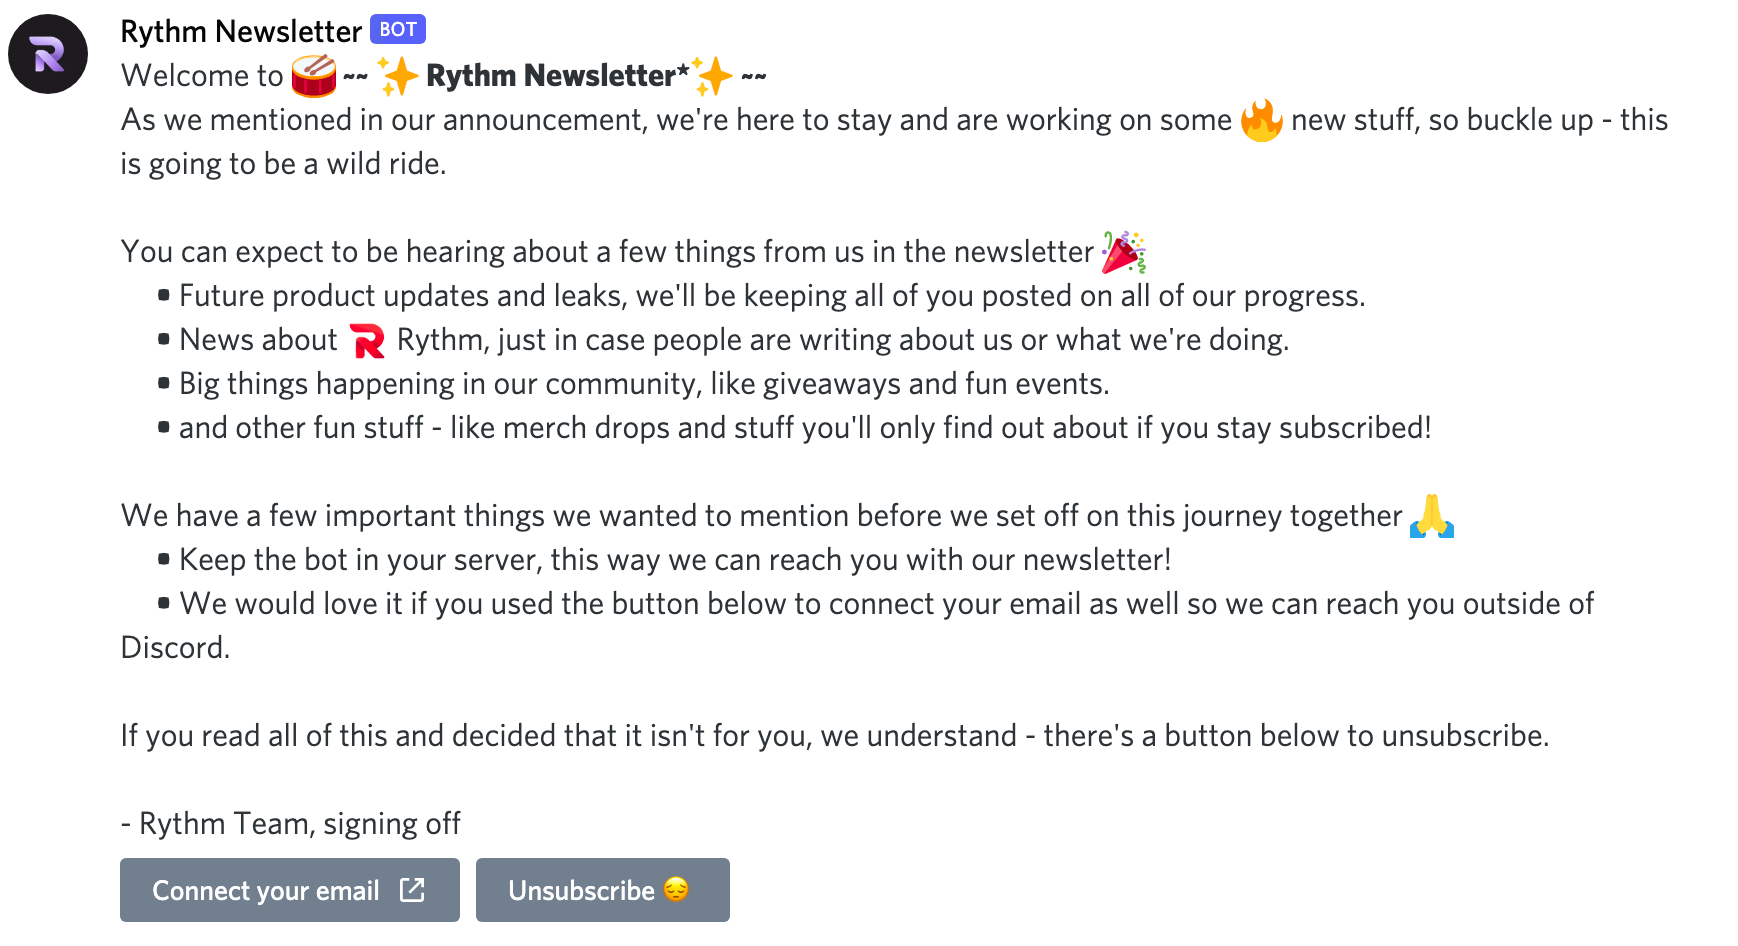 Rythm Newsletter BOT
Welcome to 🥁 ~~ ✨ Rythm Newsletter*✨ ~~
As we mentioned in our announcement, we're here to stay and are working on some 🔥 new stuff, so buckle up - this
is going to be a wild ride.
You can expect to be hearing about a few things from us in the newsletter 🎉
▪ Future product updates and leaks, we'll be keeping all of you posted on all of our progress.
▪ News about R Rythm, just in case people are writing about us or what we're doing.
▪ Big things happening in our community, like giveaways and fun events.
▪ and other fun stuff - like merch drops and stuff you'll only find out about if you stay subscribed!
We have a few important things we wanted to mention before we set off on this journey together 🙏
▪ Keep the bot in your server, this way we can reach you with our newsletter!
▪ We would love it if you used the button below to connect your email as well so we can reach you outside of
Discord.
If you read all of this and decided that it isn't for you, we understand - there's a button below to unsubscribe.
- Rythm Team, signing off
Connect your email
Unsubscribe 😔